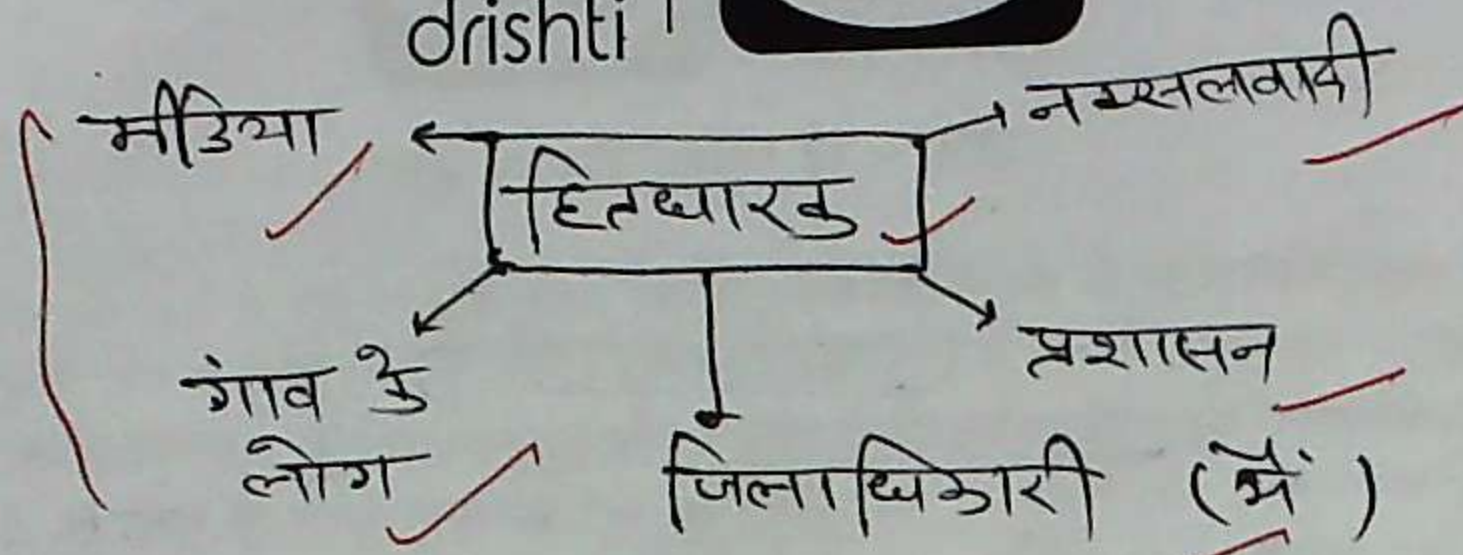 drishti
मीडिया
नक्सलवादी
हितधारक
गांव के
लोग
प्रशासन
जिलाधिकारी (मैं)